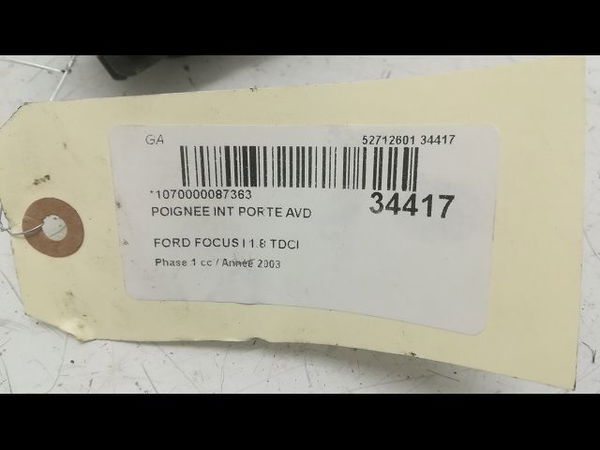 GA 52712601 34417
*1070000087363 34417
POIGNEE INT PORTE AVD
FORD FOCUS I 1.8 TDCI
Phase 1 cc / Année 2003